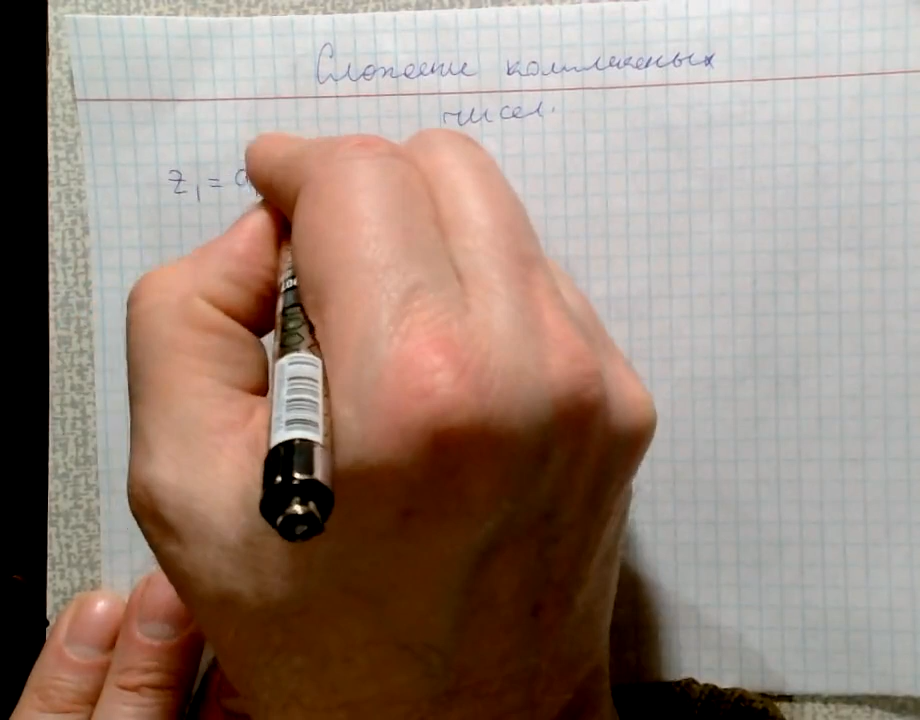 Сложение комплексных
чисел.
z₁ = a